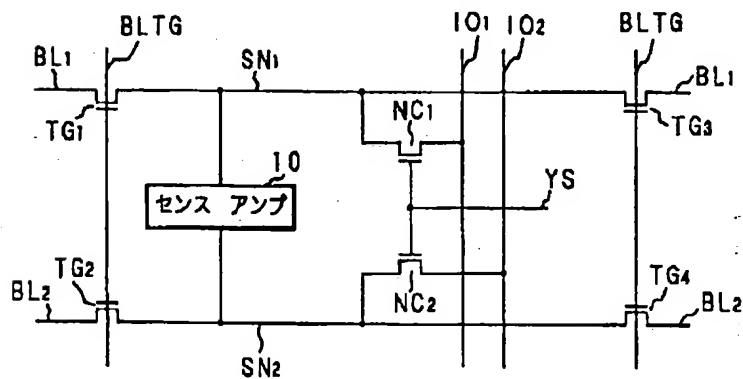 BLTG
IO1
IO2
BLTG
BL1
SN1
BL1
TG1
NC1
TG3
10
YS
センス アンプ
TG2
TG4
BL2
NC2
BL2
SN2